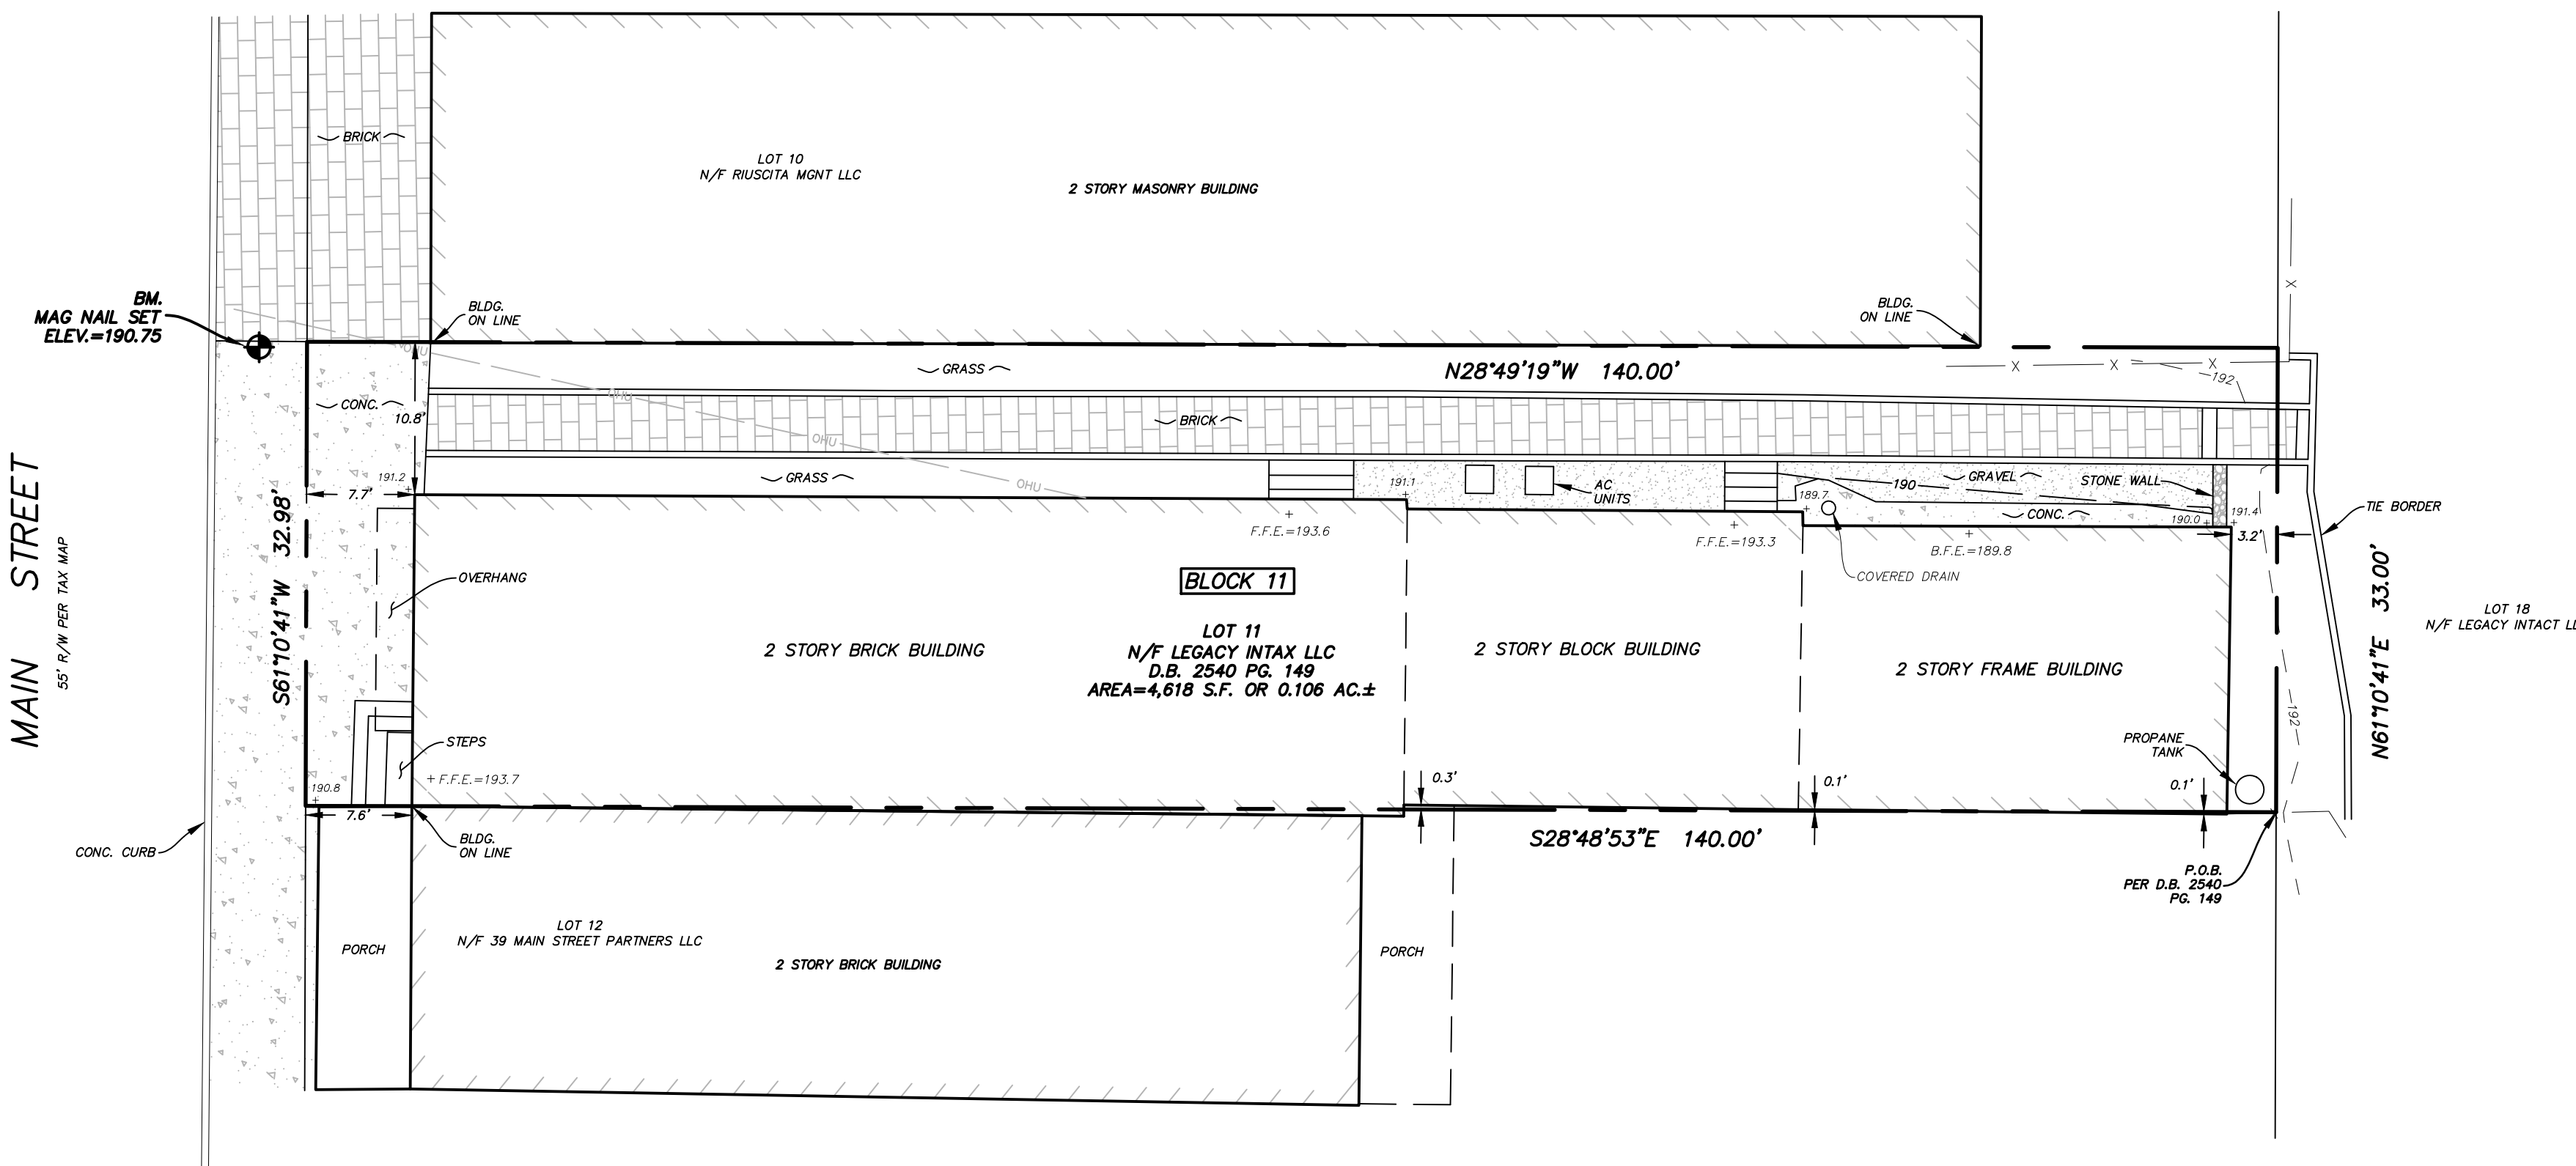 BRICK
LOT 10
N/F RIUSCITA MGNT LLC
2 STORY MASONRY BUILDING
BM.
MAG NAIL SET
ELEV.=190.75
BLDG.
ON LINE
BLDG.
ON LINE
X
OHU
GRASS
N28°49'19"W 140.00'
X
X
X
192
OHU
CONC.
10.8'
BRICK
OHU
MAIN STREET
55' R/W PER TAX MAP
S61°10'41"W 32.98'
191.2
7.7'
GRASS
OHU
191.1
AC
UNITS
189.7
190
GRAVEL
STONE WALL
CONC.
190.0
191.4
3.2'
TIE BORDER
F.F.E.=193.6
F.F.E.=193.3
B.F.E.=189.8
COVERED DRAIN
N61°10'41"E 33.00'
OVERHANG
BLOCK 11
LOT 11
N/F LEGACY INTAX LLC
D.B. 2540 PG. 149
AREA=4,618 S.F. OR 0.106 AC.±
2 STORY BRICK BUILDING
2 STORY BLOCK BUILDING
2 STORY FRAME BUILDING
LOT 18
N/F LEGACY INTACT
192
STEPS
F.F.E.=193.7
PROPANE
TANK
190.8
7.6'
0.3'
0.1'
0.1'
S28°48'53"E 140.00'
CONC. CURB
BLDG.
ON LINE
P.O.B.
PER D.B. 2540
PG. 149
LOT 12
N/F 39 MAIN STREET PARTNERS LLC
PORCH
2 STORY BRICK BUILDING
PORCH